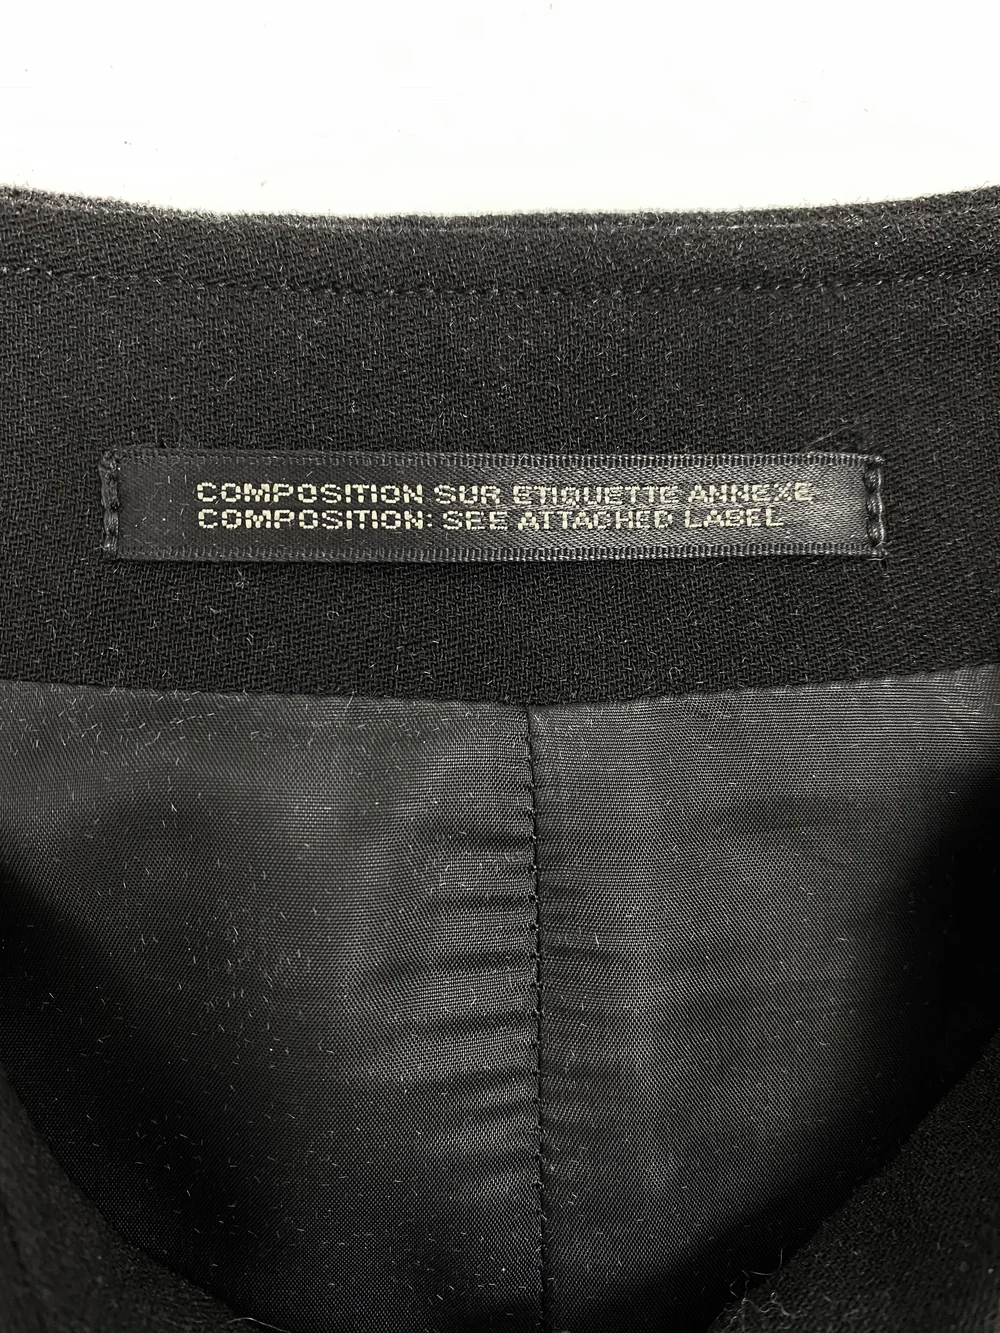 COMPOSITION SUR ETIQUETTE ANNEXE
COMPOSITION: SEE ATTACHED LABEL